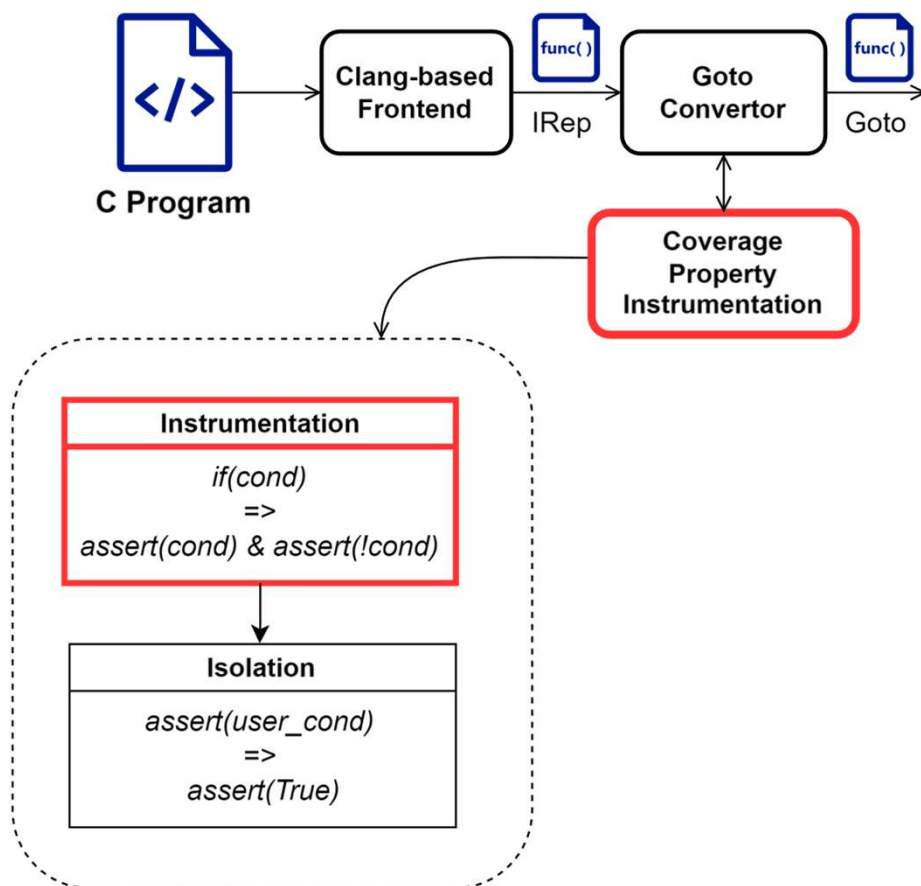 </>
C Program
Clang-based
Frontend
func( )
IRep
Goto
Convertor
func( )
Goto
Coverage
Property
Instrumentation
Instrumentation
if(cond)
=>
assert(cond) & assert(!cond)
Isolation
assert(user_cond)
=>
assert(True)